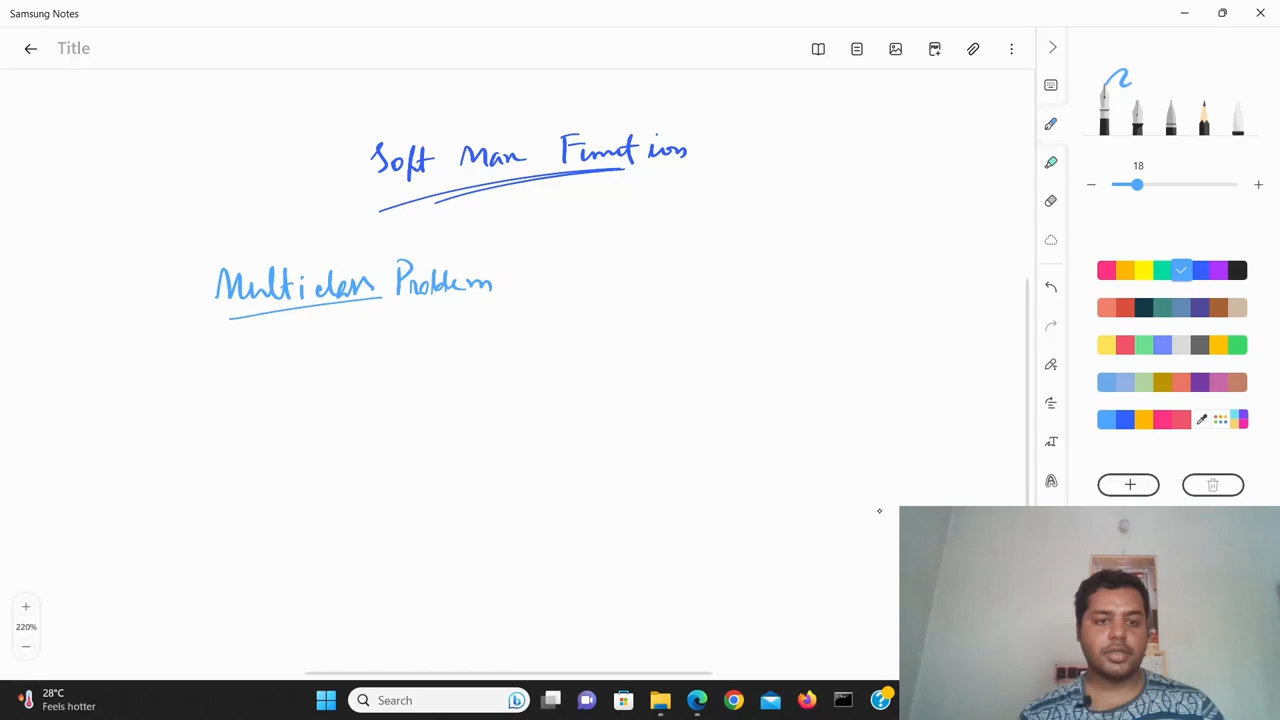 Samsung Notes
Title
Soft Max Function
Multiclass Problem
18
220%
28°C
Feels hotter
Search